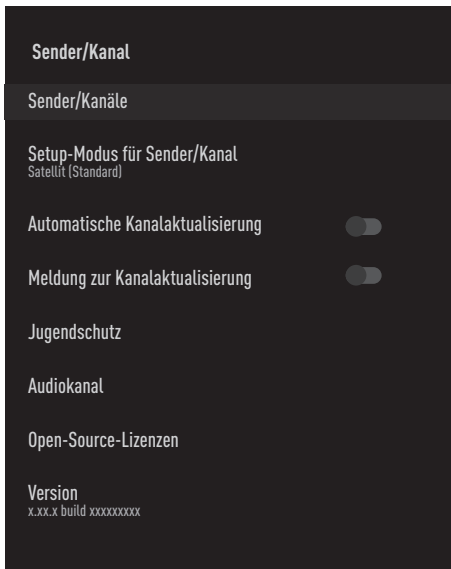 Sender/Kanal
Sender/Kanäle
Setup-Modus für Sender/Kanal
Satellit (Standard)
Automatische Kanalaktualisierung
Meldung zur Kanalaktualisierung
Jugendschutz
Audiokanal
Open-Source-Lizenzen
Version
x.xx.x build xxxxxxxxx